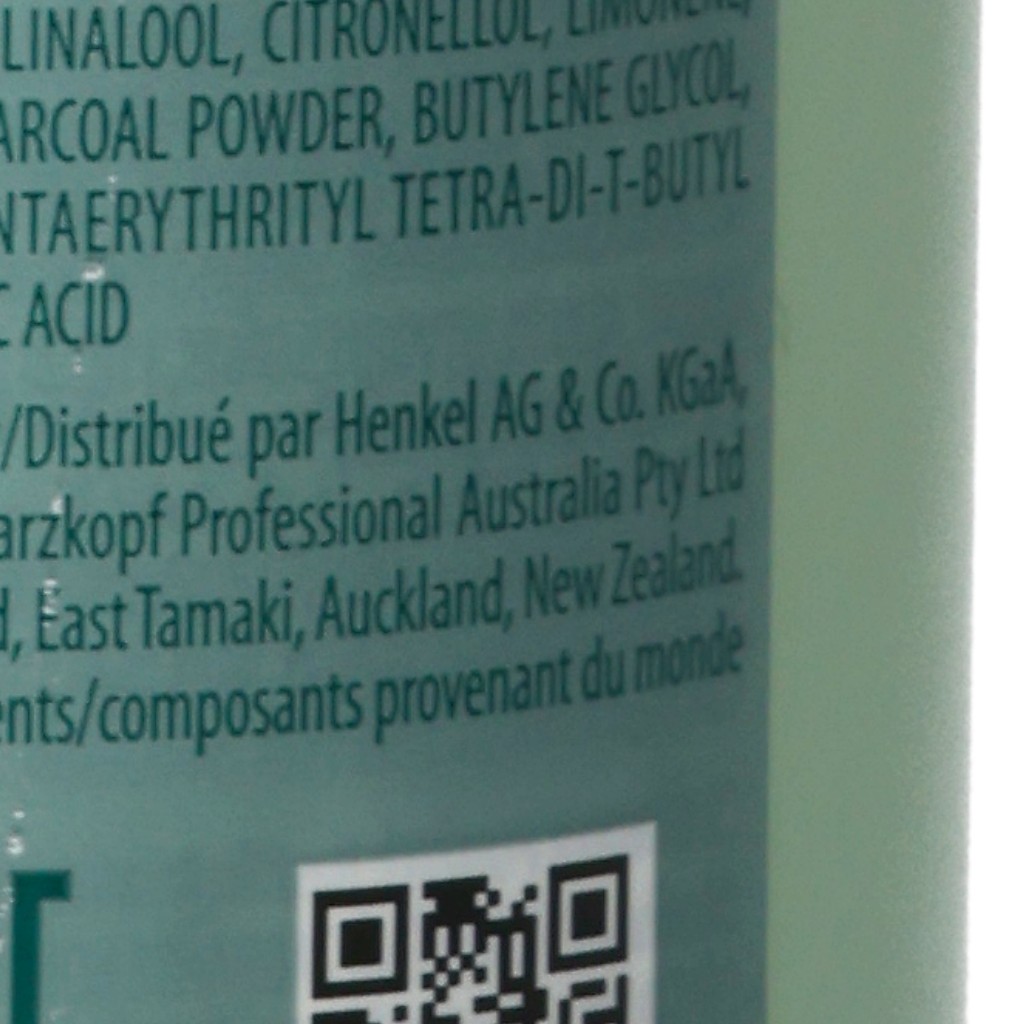 LINALOOL, CITRONELLOL, LIMONENE,
ARCOAL POWDER, BUTYLENE GLYCOL,
NTAERYTHRITYL TETRA-DI-T-BUTYL
C ACID
/Distribué par Henkel AG & Co. KGaA,
arzkopf Professional Australia Pty Ltd
d, East Tamaki, Auckland, New Zealand.
ents/composants provenant du monde